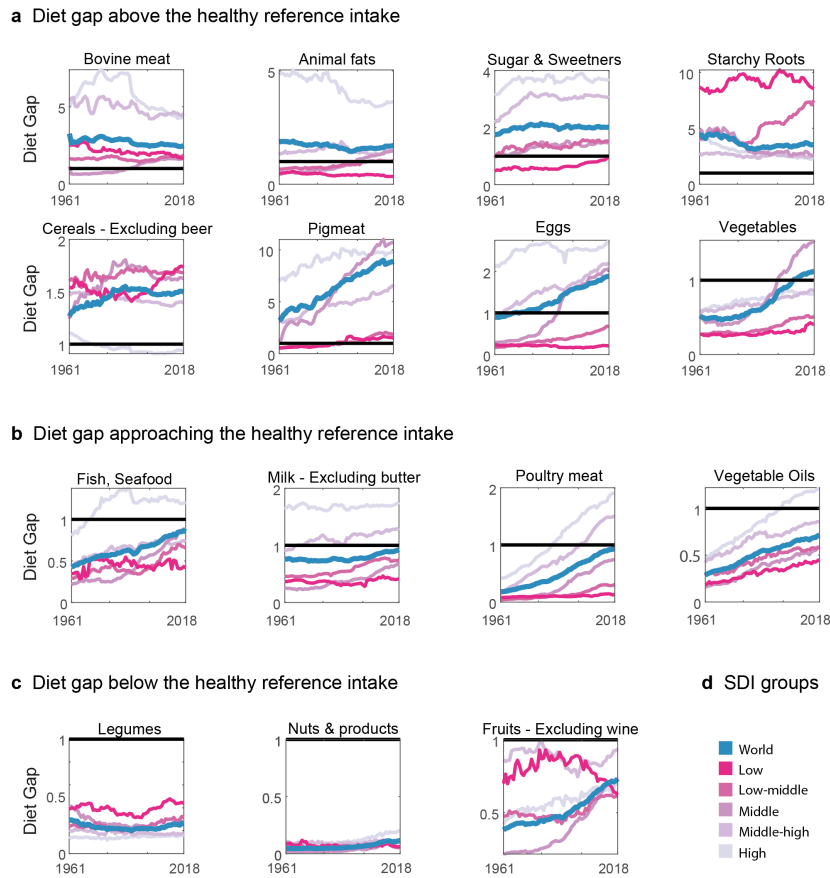 a Diet gap above the healthy reference intake
Bovine meat
Animal fats
Sugar & Sweetners
Starchy Roots
Diet Gap
5
0
1961
2018
5
0
1961
2018
4
2
0
1961
2018
10
5
0
1961
2018
Cereals - Excluding beer
Pigmeat
Eggs
Vegetables
Diet Gap
2
1.5
1
1961
2018
10
5
0
1961
2018
2
1
0
1961
2018
1
0
1961
2018
b Diet gap approaching the healthy reference intake
Fish, Seafood
Milk - Excluding butter
Poultry meat
Vegetable Oils
Diet Gap
1
0.5
0
1961
2018
2
1
0
1961
2018
2
1
0
1961
2018
1
0.5
0
1961
2018
c Diet gap below the healthy reference intake
d SDI groups
Legumes
Nuts & products
Fruits - Excluding wine
Diet Gap
1
0.5
0
1961
2018
1
0.5
0
1961
2018
1
0.5
1961
2018
World
Low
Low-middle
Middle
Middle-high
High